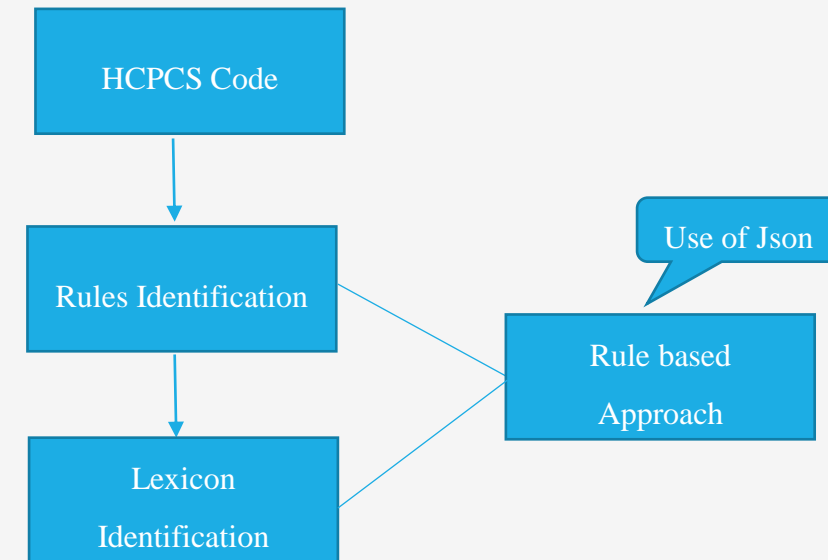 HCPCS Code
Rules Identification
Use of Json
Rule based
Approach
Lexicon
Identification